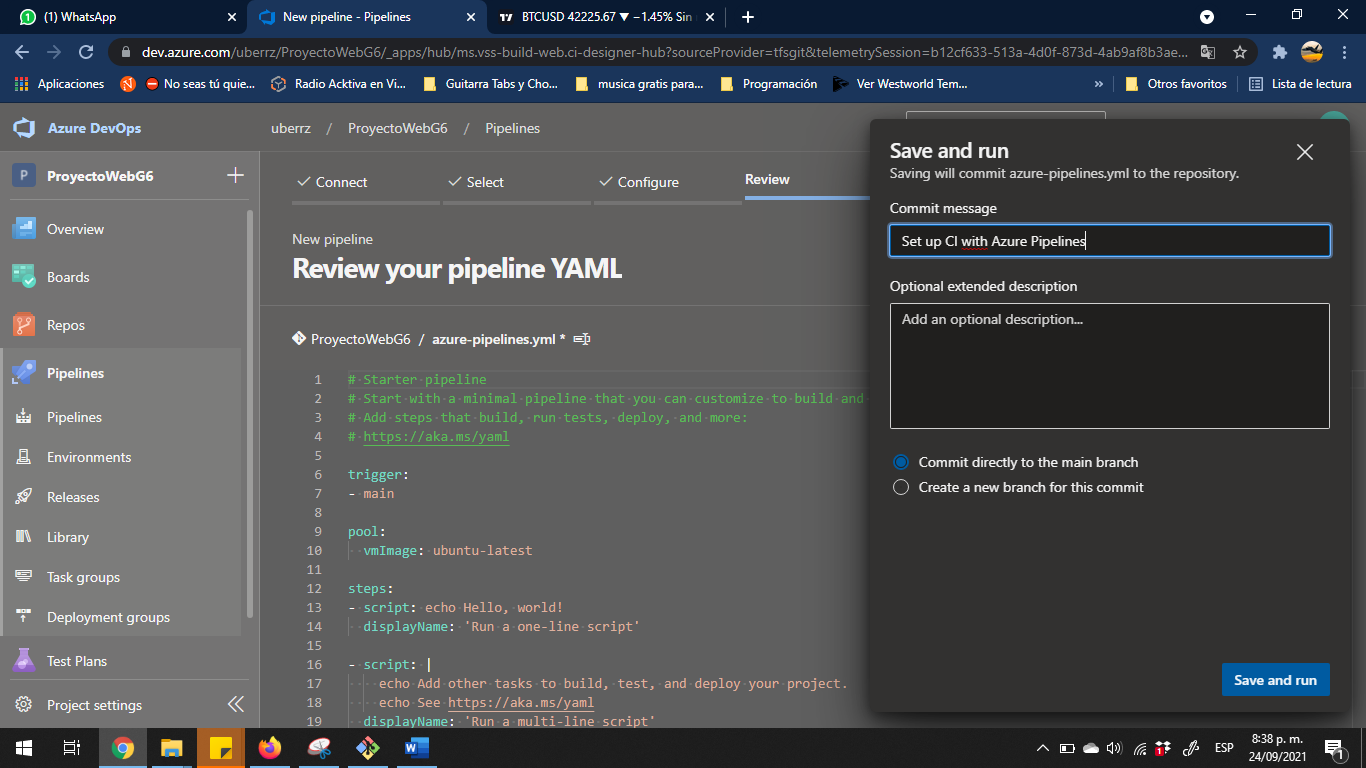 (1) WhatsApp
New pipeline - Pipelines
BTCUSD 42225.67 ▼ −1.45% Sin
dev.azure.com/uberrz/ProyectoWebG6/_apps/hub/ms.vss-build-web.ci-designer-hub?sourceProvider=tfsgit&telemetrySession=b12cf633-513a-4d0f-873d-4ab9af8b3ae...
Aplicaciones
No seas tú quie...
Radio Acktiva en Vi...
Guitarra Tabs y Cho...
musica gratis para...
Programación
Ver Westworld Tem...
»
Otros favoritos
Lista de lectura
Azure DevOps
uberrz / ProyectoWebG6 / Pipelines
P ProyectoWebG6
Overview
Boards
Repos
Pipelines
Pipelines
Environments
Releases
Library
Task groups
Deployment groups
Test Plans
Project settings
Connect
Select
Configure
Review
New pipeline
Review your pipeline YAML
ProyectoWebG6 / azure-pipelines.yml *
1 # Starter pipeline
2 # Start with a minimal pipeline that you can customize to build and
3 # Add steps that build, run tests, deploy, and more:
4 # https://aka.ms/yaml
5
6 trigger:
7 - main
8
9 pool:
10 vmImage: ubuntu-latest
11
12 steps:
13 - script: echo Hello, world!
14 displayName: 'Run a one-line script'
15
16 - script: |
17 echo Add other tasks to build, test, and deploy your project.
18 echo See https://aka.ms/yaml
19 displayName: 'Run a multi-line script'
Save and run
Saving will commit azure-pipelines.yml to the repository.
Commit message
Set up CI with Azure Pipelines
Optional extended description
Add an optional description...
Commit directly to the main branch
Create a new branch for this commit
Save and run
ESP
8:38 p. m.
24/09/2021
1